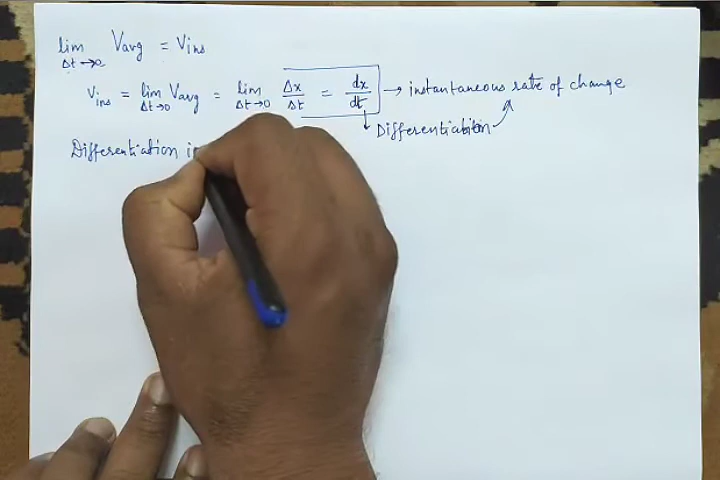 lim Δt→0 Vavg = Vins
Vins = lim Δt→0 Vavg = lim Δt→0 Δx/Δt = dx/dt → instantaneous rate of change
↓ Differentiation
Differentiation i